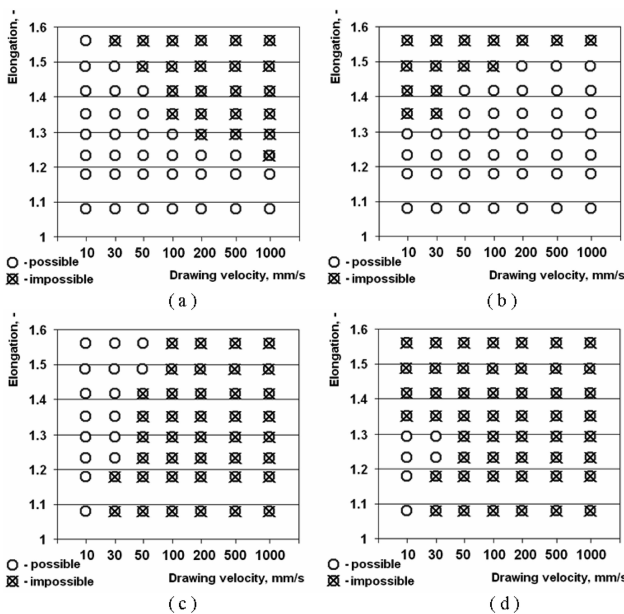 Elongation, -
1.6
1.5
1.4
1.3
1.2
1.1
1
10 30 50 100 200 500 1000
- possible
- impossible
Drawing velocity, mm/s
( a )
Elongation, -
1.6
1.5
1.4
1.3
1.2
1.1
1
10 30 50 100 200 500 1000
- possible
- impossible
Drawing velocity, mm/s
( b )
Elongation, -
1.6
1.5
1.4
1.3
1.2
1.1
1
10 30 50 100 200 500 1000
- possible
- impossible
Drawing velocity, mm/s
( c )
Elongation, -
1.6
1.5
1.4
1.3
1.2
1.1
1
10 30 50 100 200 500 1000
- possible
- impossible
Drawing velocity, mm/s
( d )